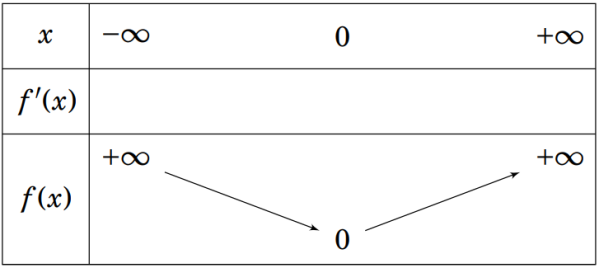 x −∞ 0 +∞
f′(x)
+∞ +∞
f(x)
0